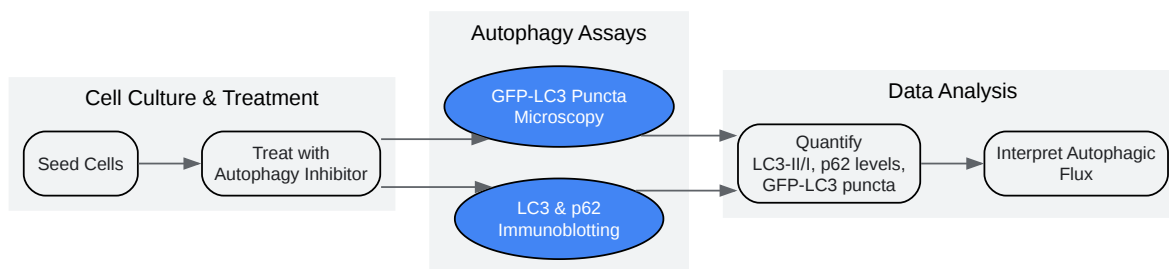 Cell Culture & Treatment
Seed Cells
Treat with
Autophagy Inhibitor
Autophagy Assays
GFP-LC3 Puncta
Microscopy
LC3 & p62
Immunoblotting
Data Analysis
Quantify
LC3-II/I, p62 levels,
GFP-LC3 puncta
Interpret Autophagic
Flux